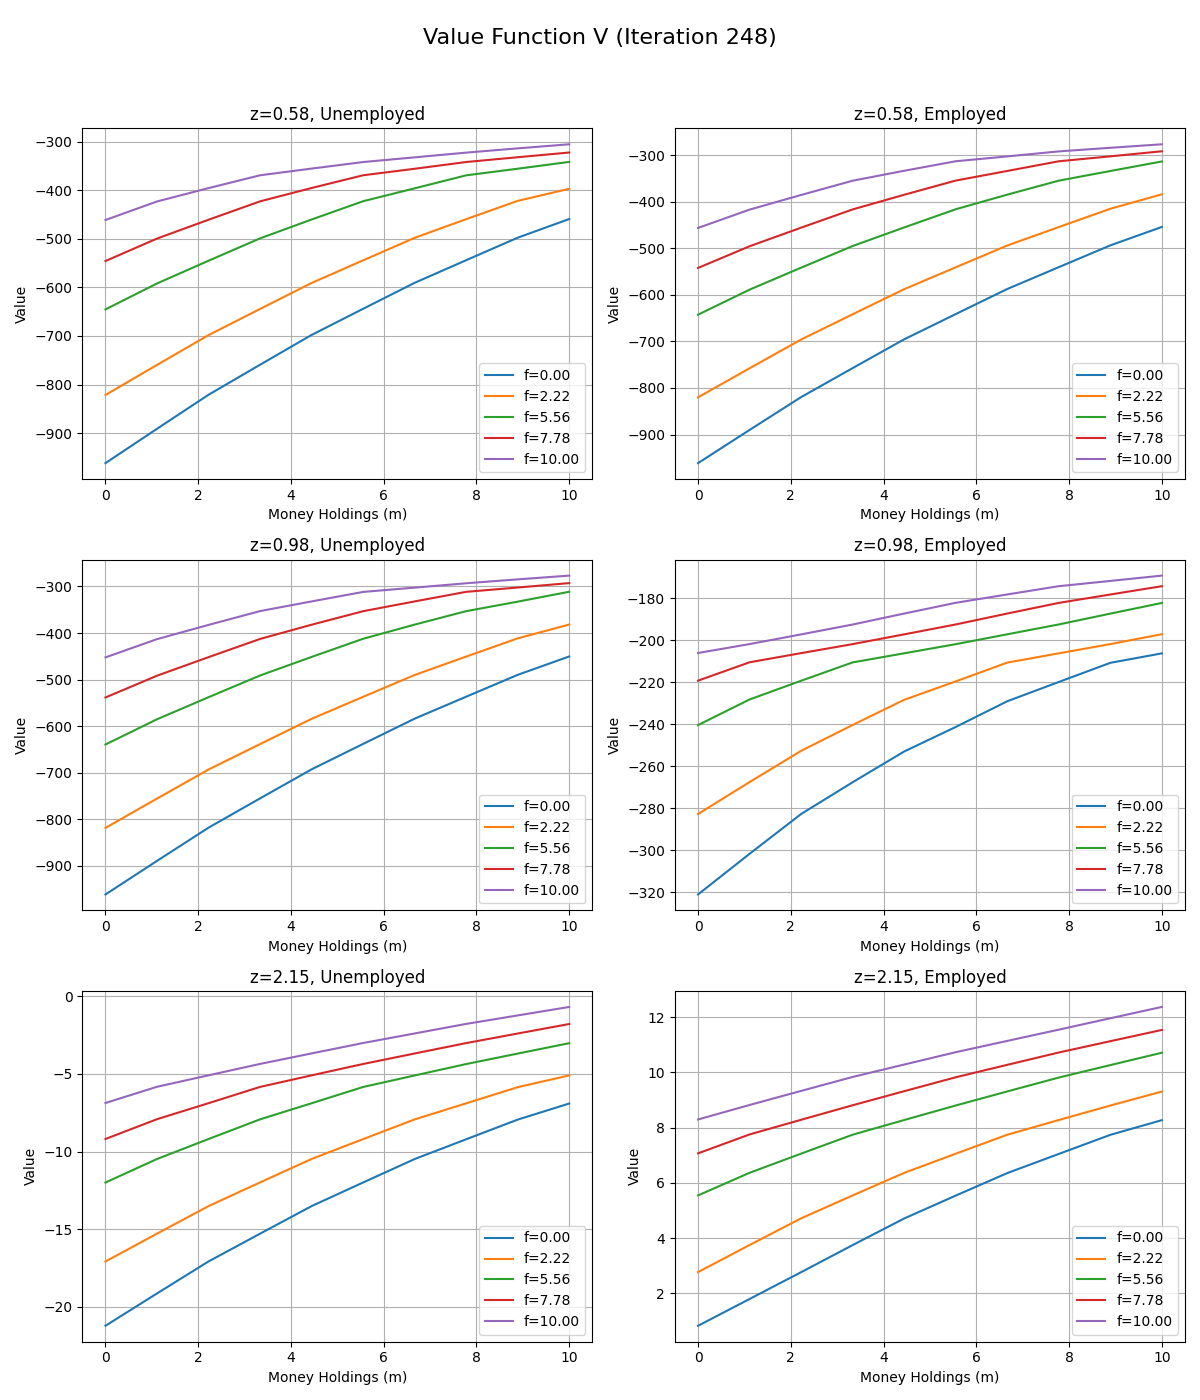 Value Function V (Iteration 248)
z=0.58, Unemployed
−300
−400
−500
−600
−700
−800
−900
Value
0 2 4 6 8 10
Money Holdings (m)
f=0.00
f=2.22
f=5.56
f=7.78
f=10.00
z=0.58, Employed
−300
−400
−500
−600
−700
−800
−900
Value
0 2 4 6 8 10
Money Holdings (m)
f=0.00
f=2.22
f=5.56
f=7.78
f=10.00
z=0.98, Unemployed
−300
−400
−500
−600
−700
−800
−900
Value
0 2 4 6 8 10
Money Holdings (m)
f=0.00
f=2.22
f=5.56
f=7.78
f=10.00
z=0.98, Employed
−180
−200
−220
−240
−260
−280
−300
−320
Value
0 2 4 6 8 10
Money Holdings (m)
f=0.00
f=2.22
f=5.56
f=7.78
f=10.00
z=2.15, Unemployed
0
−5
−10
−15
−20
Value
0 2 4 6 8 10
Money Holdings (m)
f=0.00
f=2.22
f=5.56
f=7.78
f=10.00
z=2.15, Employed
12
10
8
6
4
2
Value
0 2 4 6 8 10
Money Holdings (m)
f=0.00
f=2.22
f=5.56
f=7.78
f=10.00